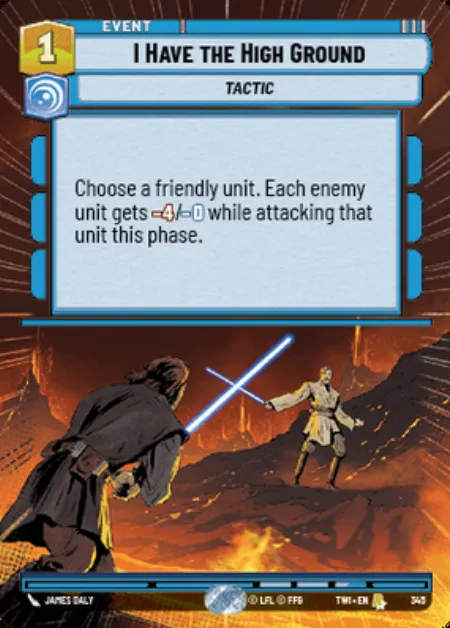 EVENT
1
I HAVE THE HIGH GROUND
TACTIC
Choose a friendly unit. Each enemy
unit gets -4/-0 while attacking that
unit this phase.
JAMES DALY
© LFL © FFG
TWI • EN
345